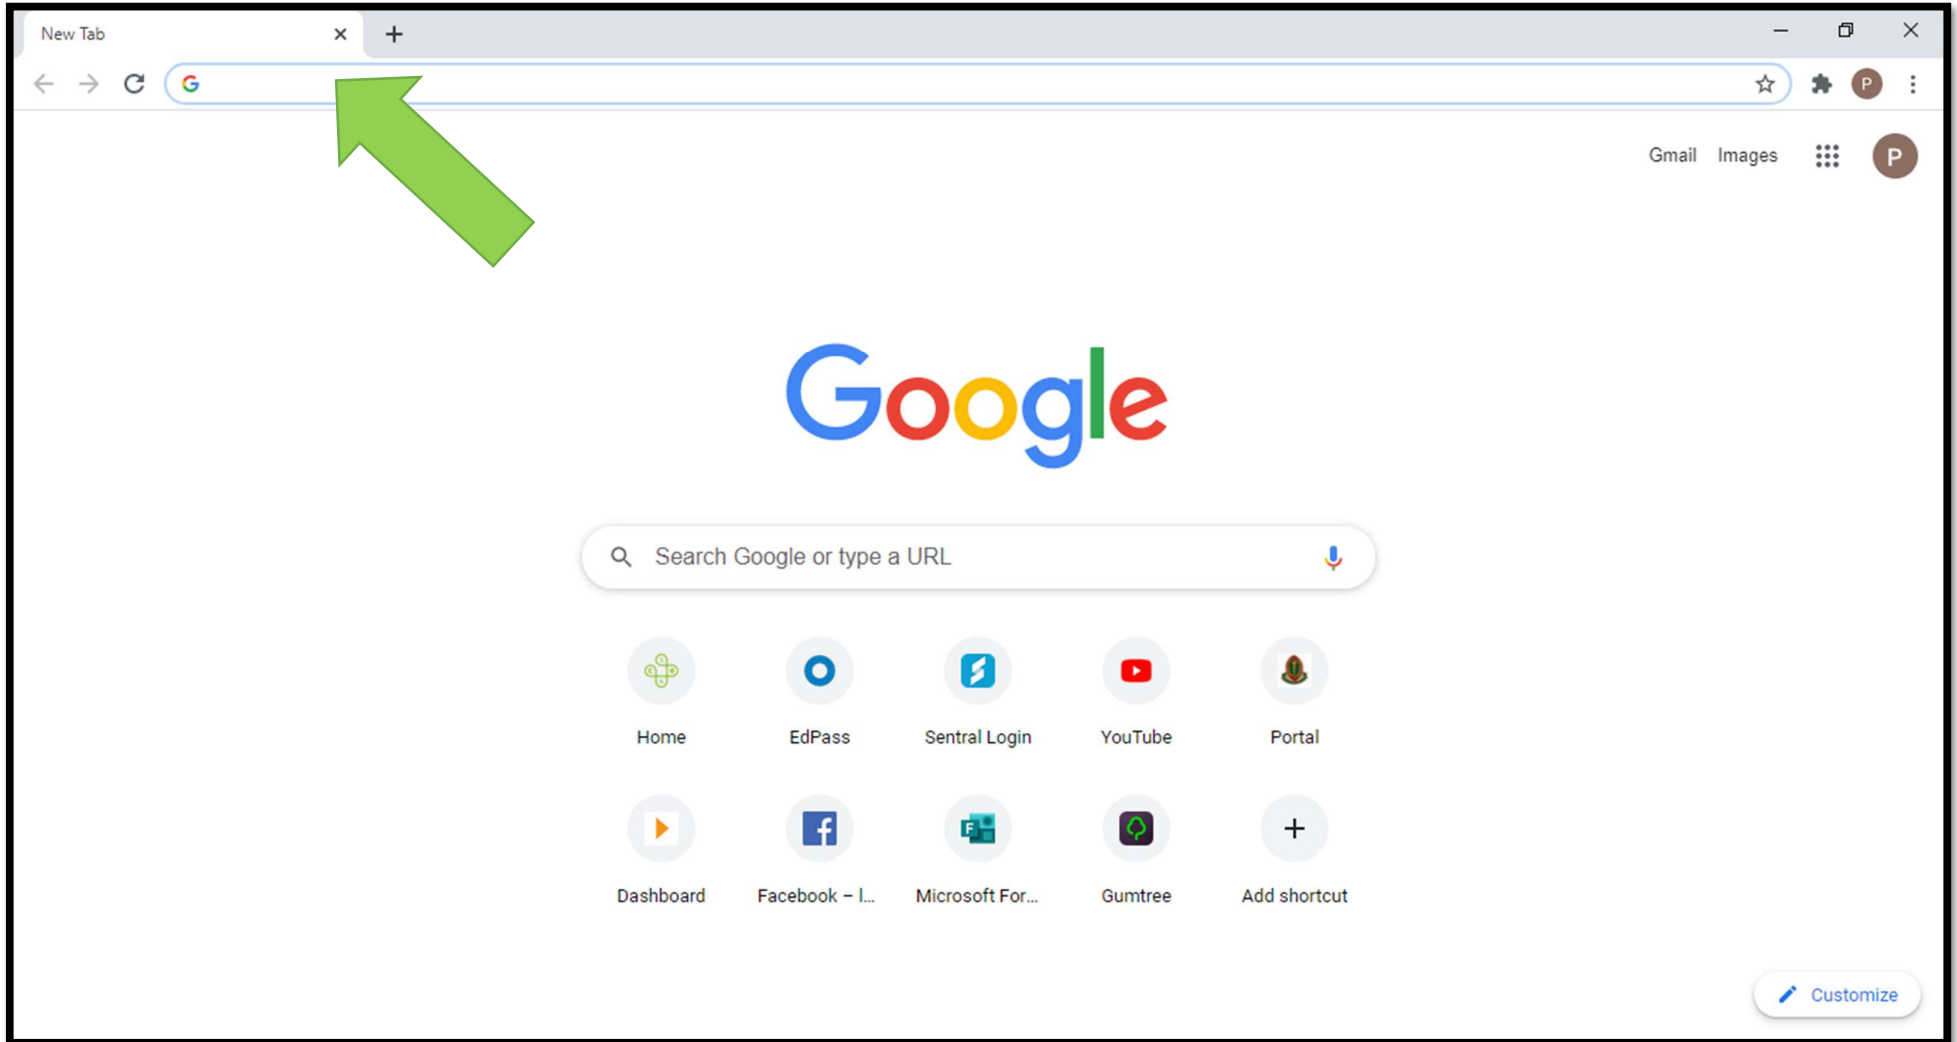 New Tab
P
Gmail Images
P
Google
Search Google or type a URL
Home EdPass Sentral Login YouTube Portal
Dashboard Facebook – l... Microsoft For... Gumtree Add shortcut
Customize